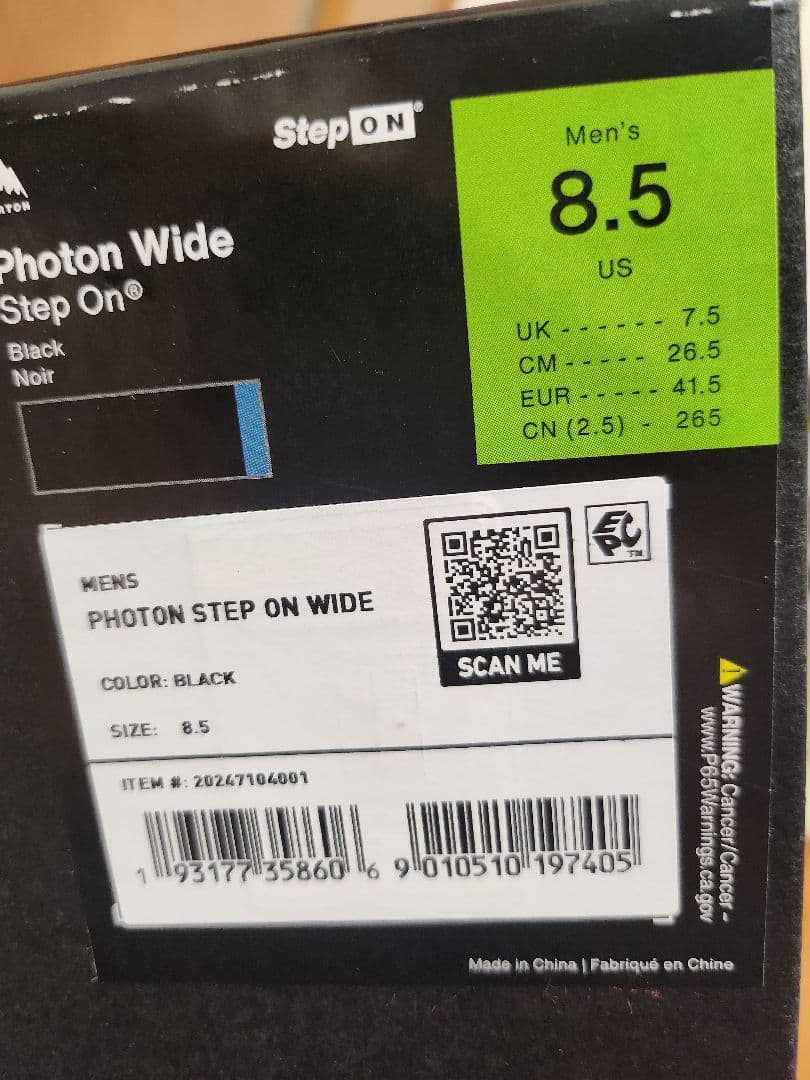 StepON®
Photon Wide
Step On®
Black
Noir
Men's
8.5
US
UK - - - - - - 7.5
CM - - - - - 26.5
EUR - - - - - 41.5
CN (2.5) - 265
MENS
PHOTON STEP ON WIDE
COLOR: BLACK
SIZE: 8.5
SCAN ME
EPC™
ITEM #: 20247104001
1 93177 35860 6
9 010510 197405
WARNING: Cancer/Cancer -
www.P65Warnings.ca.gov
Made in China | Fabriqué en Chine